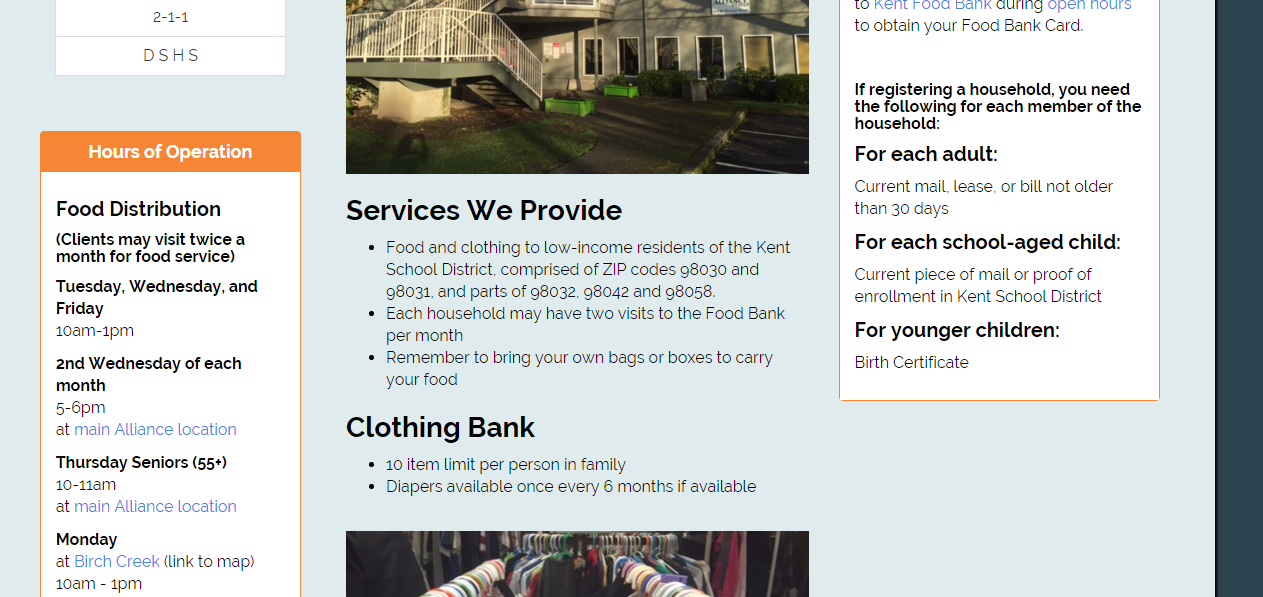 2-1-1
D S H S
Hours of Operation
Food Distribution
(Clients may visit twice a
month for food service)
Tuesday, Wednesday, and
Friday
10am-1pm
2nd Wednesday of each
month
5-6pm
at main Alliance location
Thursday Seniors (55+)
10-11am
at main Alliance location
Monday
at Birch Creek (link to map)
10am - 1pm
Services We Provide
Food and clothing to low-income residents of the Kent
School District, comprised of ZIP codes 98030 and
98031, and parts of 98032, 98042 and 98058.
Each household may have two visits to the Food Bank
per month
Remember to bring your own bags or boxes to carry
your food
Clothing Bank
10 item limit per person in family
Diapers available once every 6 months if available
to Kent Food Bank during open hours
to obtain your Food Bank Card.
If registering a household, you need
the following for each member of the
household:
For each adult:
Current mail, lease, or bill not older
than 30 days
For each school-aged child:
Current piece of mail or proof of
enrollment in Kent School District
For younger children:
Birth Certificate